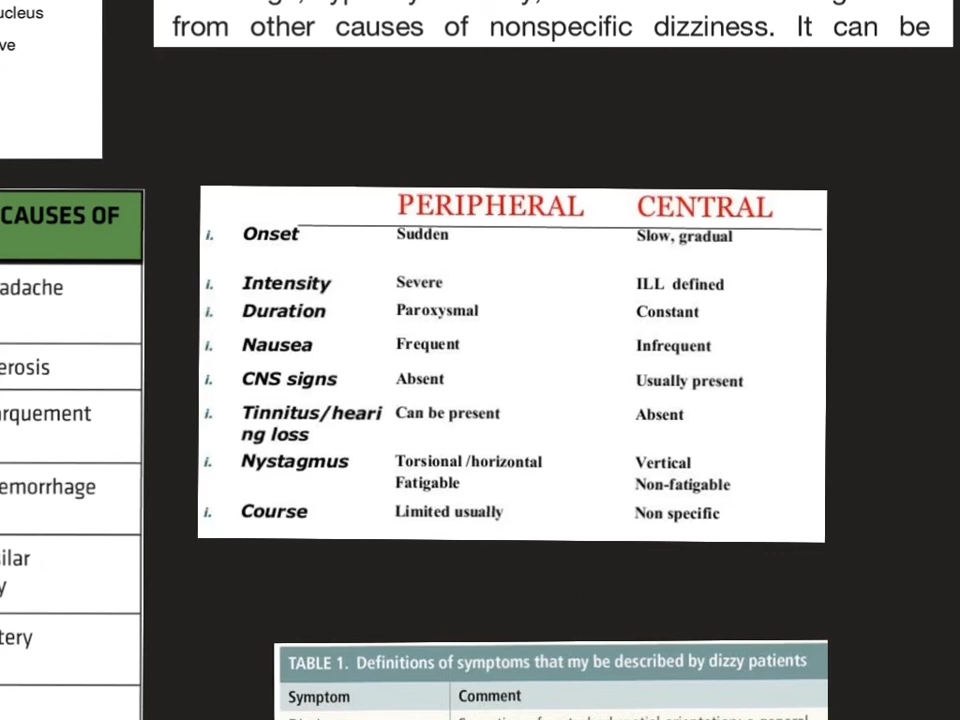 ucleus
ve
from other causes of nonspecific dizziness. It can be
CAUSES OF
adache
erosis
arquement
emorrhage
ilar
y
tery
PERIPHERAL CENTRAL
i. Onset Sudden Slow, gradual
i. Intensity Severe ILL defined
i. Duration Paroxysmal Constant
i. Nausea Frequent Infrequent
i. CNS signs Absent Usually present
i. Tinnitus/heari Can be present Absent
ng loss
i. Nystagmus Torsional /horizontal Vertical
Fatigable Non-fatigable
i. Course Limited usually Non specific
TABLE 1. Definitions of symptoms that my be described by dizzy patients
Symptom Comment